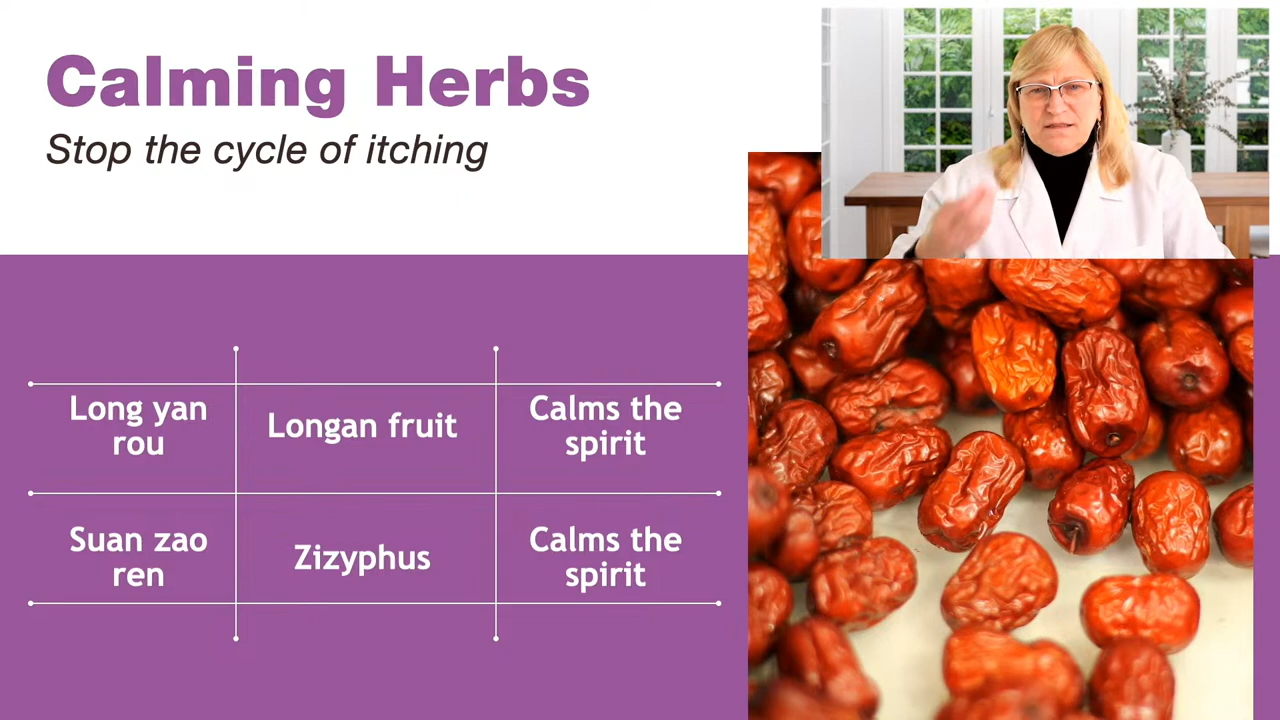 Calming Herbs
Stop the cycle of itching
Long yan
rou
Longan fruit
Calms the
spirit
Suan zao
ren
Zizyphus
Calms the
spirit